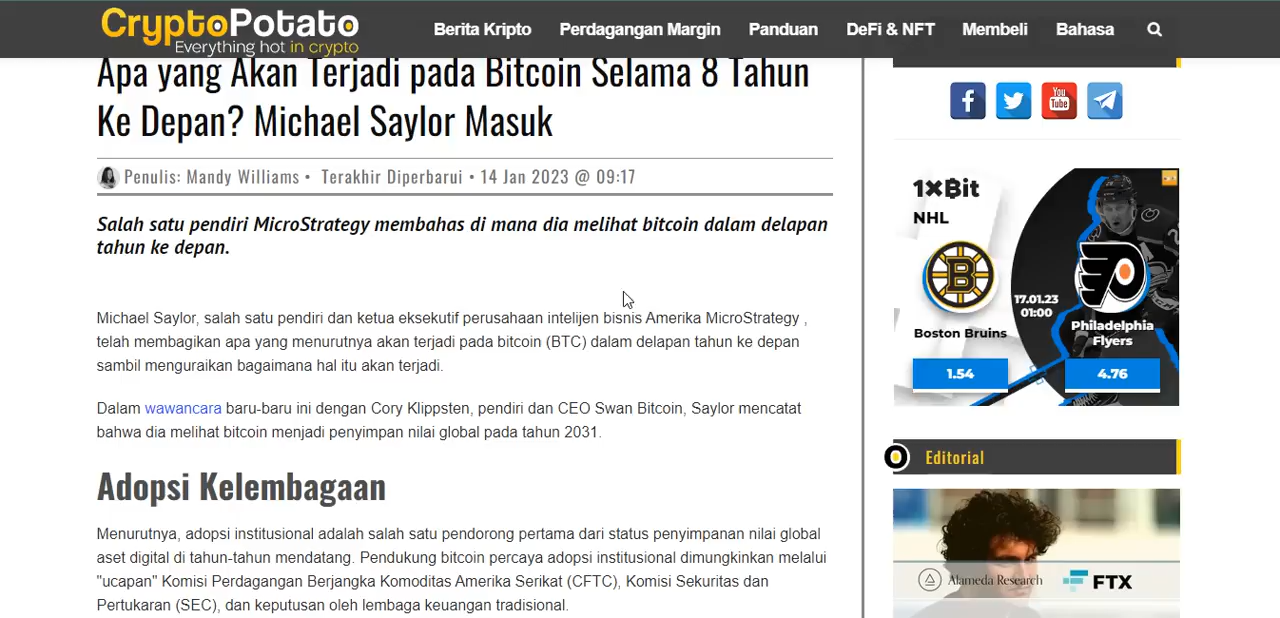 CryptoPotato
Everything hot in crypto
Berita Kripto Perdagangan Margin Panduan DeFi & NFT Membeli Bahasa
Apa yang Akan Terjadi pada Bitcoin Selama 8 Tahun
Ke Depan? Michael Saylor Masuk
Penulis: Mandy Williams • Terakhir Diperbarui • 14 Jan 2023 @ 09:17
Salah satu pendiri MicroStrategy membahas di mana dia melihat bitcoin dalam delapan
tahun ke depan.
Michael Saylor, salah satu pendiri dan ketua eksekutif perusahaan intelijen bisnis Amerika MicroStrategy ,
telah membagikan apa yang menurutnya akan terjadi pada bitcoin (BTC) dalam delapan tahun ke depan
sambil menguraikan bagaimana hal itu akan terjadi.
Dalam wawancara baru-baru ini dengan Cory Klippsten, pendiri dan CEO Swan Bitcoin, Saylor mencatat
bahwa dia melihat bitcoin menjadi penyimpan nilai global pada tahun 2031.
Adopsi Kelembagaan
Menurutnya, adopsi institusional adalah salah satu pendorong pertama dari status penyimpanan nilai global
aset digital di tahun-tahun mendatang. Pendukung bitcoin percaya adopsi institusional dimungkinkan melalui
"ucapan" Komisi Perdagangan Berjangka Komoditas Amerika Serikat (CFTC), Komisi Sekuritas dan
Pertukaran (SEC), dan keputusan oleh lembaga keuangan tradisional.
You
Tube
1×₿it
NHL
B
17.01.23
01:00
Boston Bruins
Philadelphia
Flyers
1.54
4.76
Editorial
Alameda Research
FTX